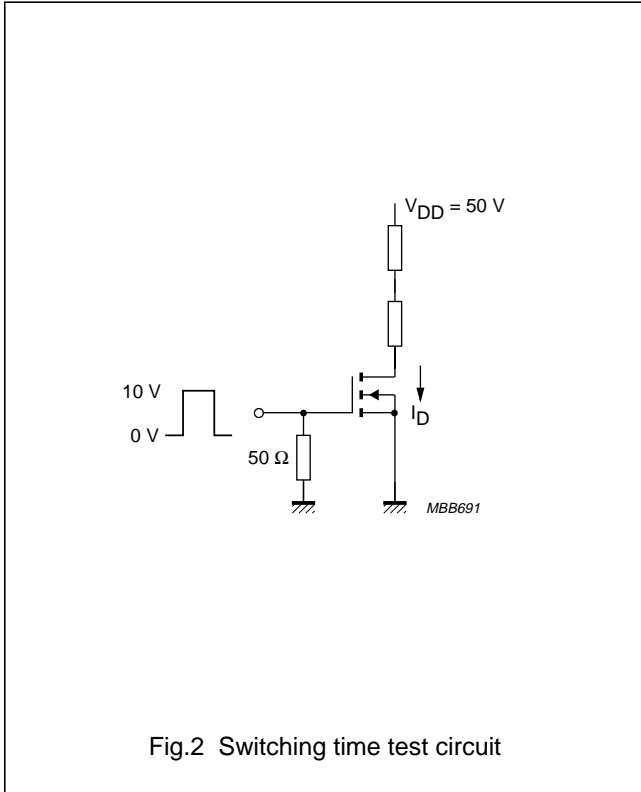 V_DD = 50 V
10 V
0 V
I_D
50 Ω
MBB691
Fig.2 Switching time test circuit